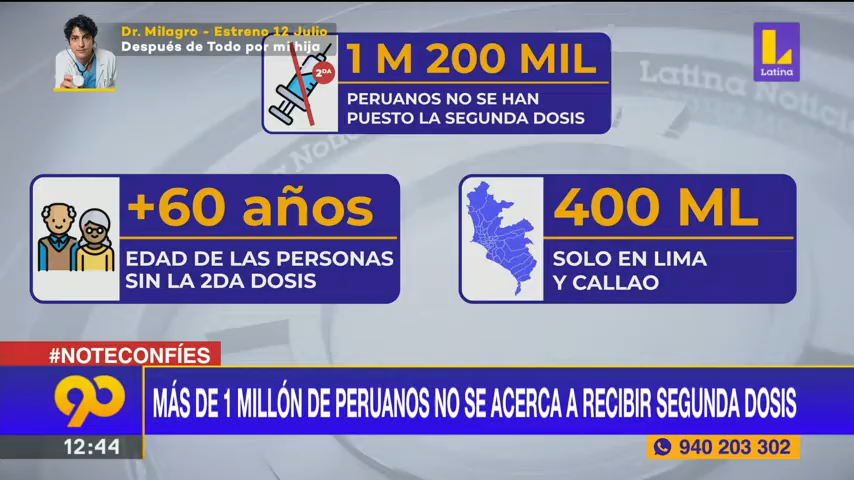 Dr. Milagro - Estreno 12 Julio
Después de Todo por mi hija
2DA
1 M 200 MIL
PERUANOS NO SE HAN
PUESTO LA SEGUNDA DOSIS
Latina
Latina Noticias
+60 años
EDAD DE LAS PERSONAS
SIN LA 2DA DOSIS
400 ML
SOLO EN LIMA
Y CALLAO
#NOTECONFÍES
90
MÁS DE 1 MILLÓN DE PERUANOS NO SE ACERCA A RECIBIR SEGUNDA DOSIS
12:44
940 203 302